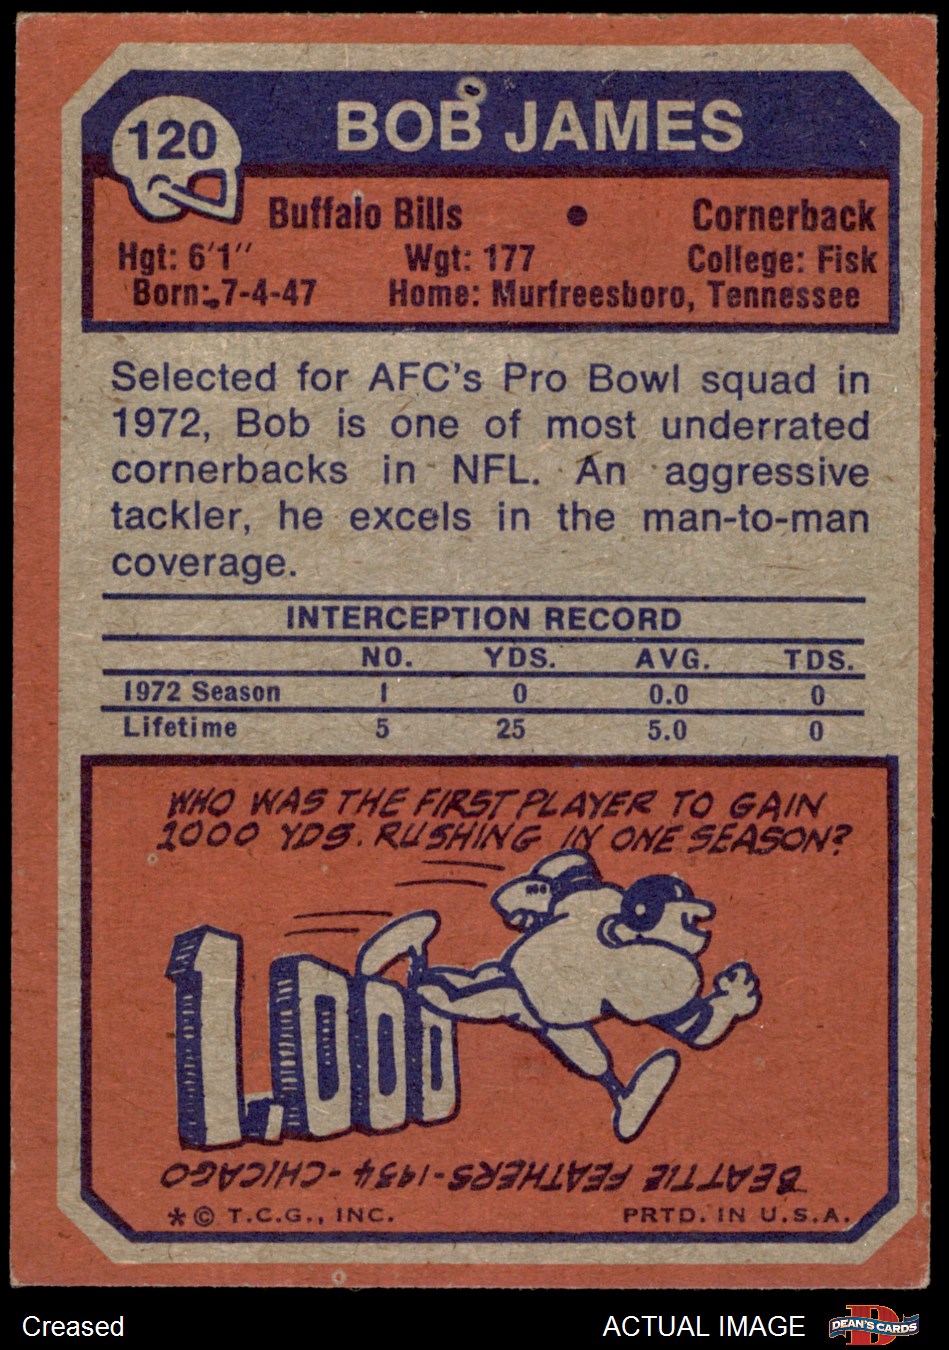 120
BOB JAMES
Buffalo Bills • Cornerback
Hgt: 6'1" Wgt: 177 College: Fisk
Born: 7-4-47 Home: Murfreesboro, Tennessee
Selected for AFC's Pro Bowl squad in
1972, Bob is one of most underrated
cornerbacks in NFL. An aggressive
tackler, he excels in the man-to-man
coverage.
INTERCEPTION RECORD
NO. YDS. AVG. TDS.
1972 Season 1 0 0.0 0
Lifetime 5 25 5.0 0
WHO WAS THE FIRST PLAYER TO GAIN
1000 YDS. RUSHING IN ONE SEASON?
1,000
BEATTIE FEATHERS-1934-CHICAGO
*© T.C.G., INC. PRTD. IN U.S.A.
Creased ACTUAL IMAGE D DEAN'S CARDS